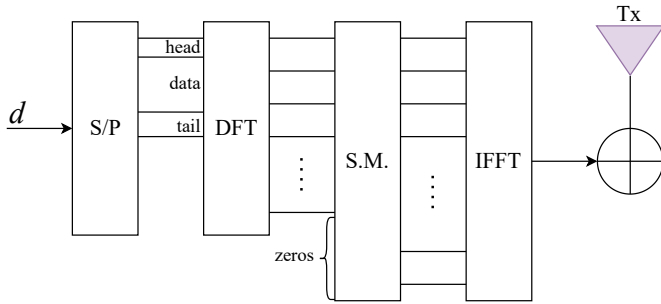 Tx
head
data
tail
d
S/P
DFT
S.M.
IFFT
zeros